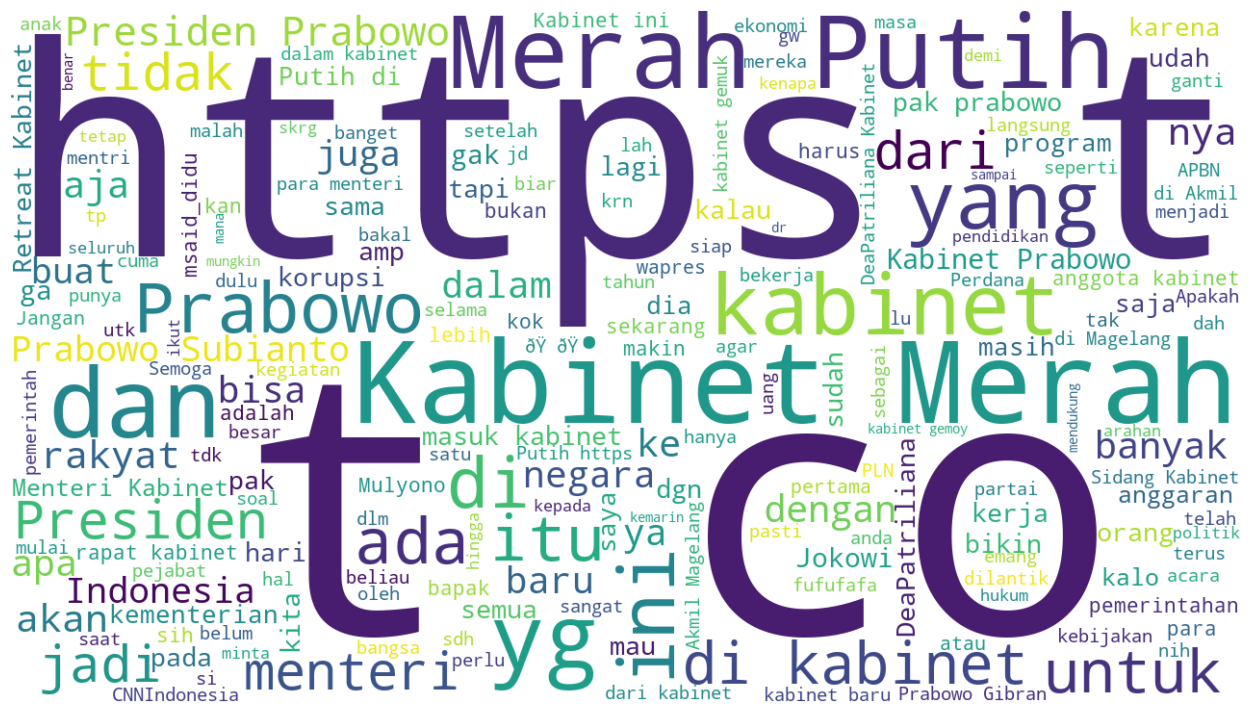 anak
Presiden Prabowo
Kabinet ini
ekonomi
masa
karena
Retreat Kabinet
benar
tidak
dalam kabinet
Putih di
Merah Putih
gw
mereka
kenapa
demi
udah
ganti
https t
tetap
mentri
aja
tp
seluruh
malah
skrg
banget
juga
para menteri
sama
setelah
gak
jd
tapi
biar
bukan
lah
lagi
krn
kabinet gemuk
kalau
harus
dr
siap
pak prabowo
langsung
dari
program
sampai
seperti
nya
APBN
di Akmil
menjadi
yang
pendidikan
DeaPatriliana Kabinet
msaid_didu
kan
mana
mungkin
bakal
amp
buat
cuma
ga
punya
Jangan
utk
ikut
dulu
korupsi
Prabowo
selama
dalam
lebih
kok
wapres
tahun
dia
sekarang
bekerja
kabinet
lu
Kabinet Prabowo
Perdana
anggota kabinet
saja
Apakah
tak
dah
di Magelang
masih
Prabowo Subianto
Semoga
kegiatan
ðŸ ðŸ
makin
agar
uang
sudah
sebagai
Kabinet Merah
dan
bisa
adalah
besar
pemerintah
rakyat
tdk
masuk kabinet
satu
Putih https
ke
hanya
kabinet gemoy
mendukung
arahan
banyak
Menteri Kabinet
pak
soal
Mulyono
di
negara
kepada
saya
dgn
kemarin
PLN
pertama
dengan
pasti
anda
DeaPatriliana
partai
kerja
bikin
emang
dilantik
hukum
Sidang Kabinet
anggaran
telah
orang
politik
terus
t co
Presiden
mulai
rapat kabinet
hari
dlm
ada
hingga
itu
ya
Jokowi
fufufafa
apa
pejabat
Indonesia
hal
beliau
oleh
bapak
baru
semua
sangat
ini
Akmil Magelang
kalo
acara
akan
kementerian
kita
saat
sih
belum
bangsa
sdh
perlu
yg
mau
atau
pemerintahan
kebijakan
para
nih
jadi
pada
minta
si
CNNIndonesia
menteri
dari kabinet
di kabinet
kabinet baru
Prabowo Gibran
untuk